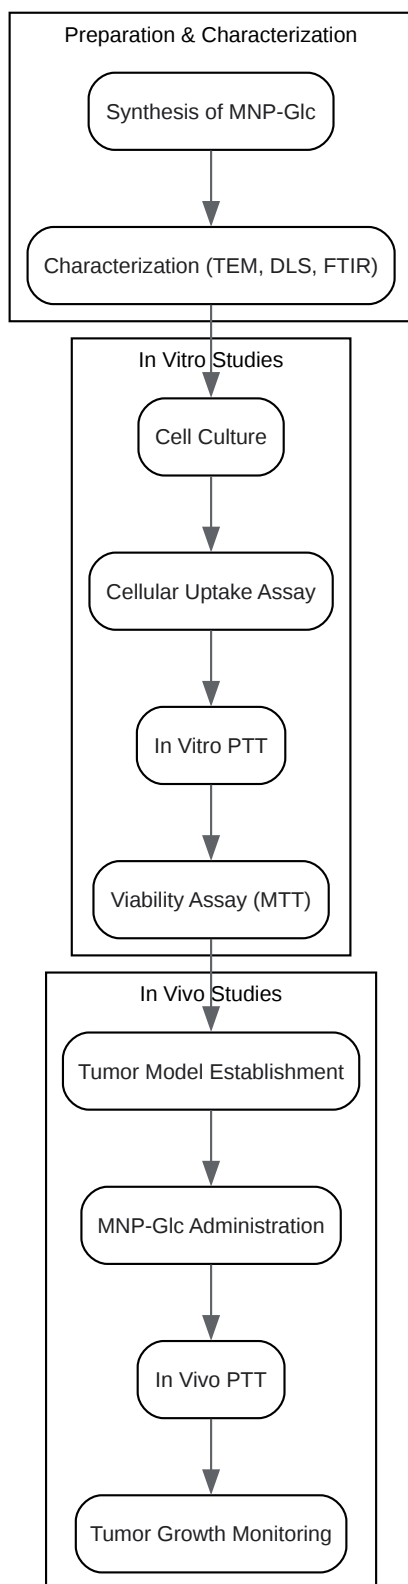 Preparation & Characterization
Synthesis of MNP-Glc
Characterization (TEM, DLS, FTIR)
In Vitro Studies
Cell Culture
Cellular Uptake Assay
In Vitro PTT
Viability Assay (MTT)
In Vivo Studies
Tumor Model Establishment
MNP-Glc Administration
In Vivo PTT
Tumor Growth Monitoring